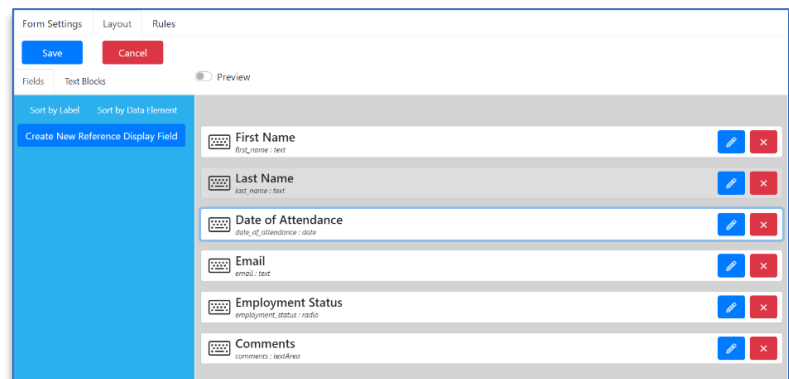 Form Settings Layout Rules
Save Cancel
Fields Text Blocks Preview
Sort by Label Sort by Data Element
Create New Reference Display Field
First Name
first_name : text
Last Name
last_name : text
Date of Attendance
date_of_attendance : date
Email
email : text
Employment Status
employment_status : radio
Comments
comments : textArea